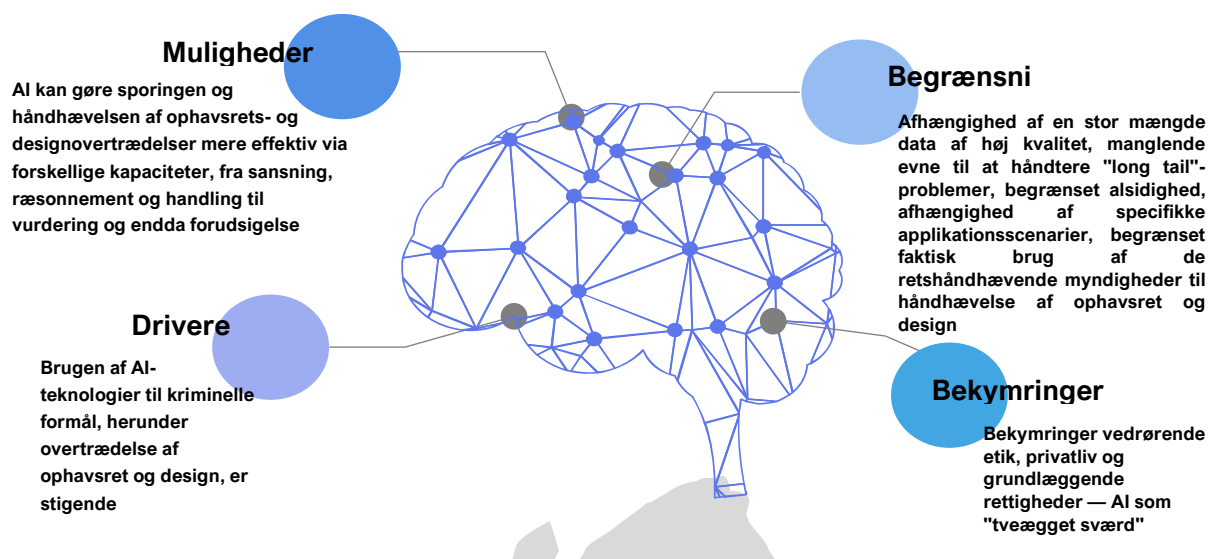 Muligheder
AI kan gøre sporingen og
håndhævelsen af ophavsrets- og
designovertrædelser mere effektiv via
forskellige kapaciteter, fra sansning,
ræsonnement og handling til
vurdering og endda forudsigelse
Drivere
Brugen af AI-
teknologier til kriminelle
formål, herunder
overtrædelse af
ophavsret og design, er
stigende
Begrænsni
Afhængighed af en stor mængde
data af høj kvalitet, manglende
evne til at håndtere "long tail"-
problemer, begrænset alsidighed,
afhængighed af specifikke
applikationsscenarier, begrænset
faktisk brug af de
retshåndhævende myndigheder til
håndhævelse af ophavsret og
design
Bekymringer
Bekymringer vedrørende
etik, privatliv og
grundlæggende
rettigheder — AI som
"tveægget sværd"